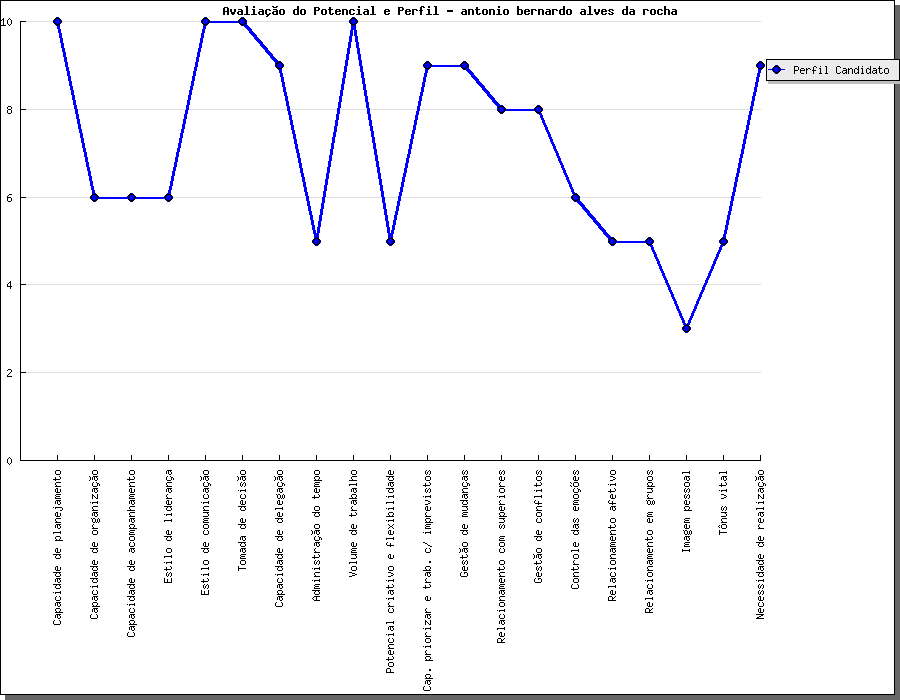 Avaliação do Potencial e Perfil - antonio bernardo alves da rocha
10
8
6
4
2
0
Perfil Candidato
Capacidade de planejamento
Capacidade de organização
Capacidade de acompanhamento
Estilo de liderança
Estilo de comunicação
Tomada de decisão
Capacidade de delegação
Administração do tempo
Volume de trabalho
Potencial criativo e flexibilidade
Cap. priorizar e trab. c/ imprevistos
Gestão de mudanças
Relacionamento com superiores
Gestão de conflitos
Controle das emoções
Relacionamento afetivo
Relacionamento em grupos
Imagem pessoal
Tônus vital
Necessidade de realização